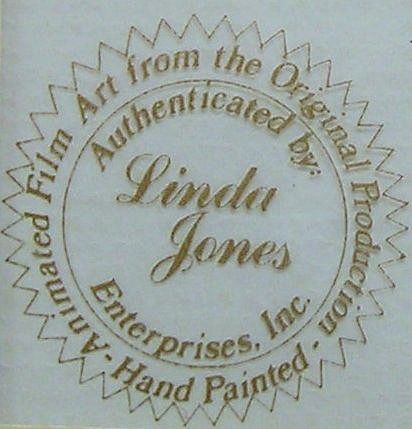 Animated Film Art from the Original Production - Hand Painted -
Authenticated by:
Linda
Jones
Enterprises, Inc.